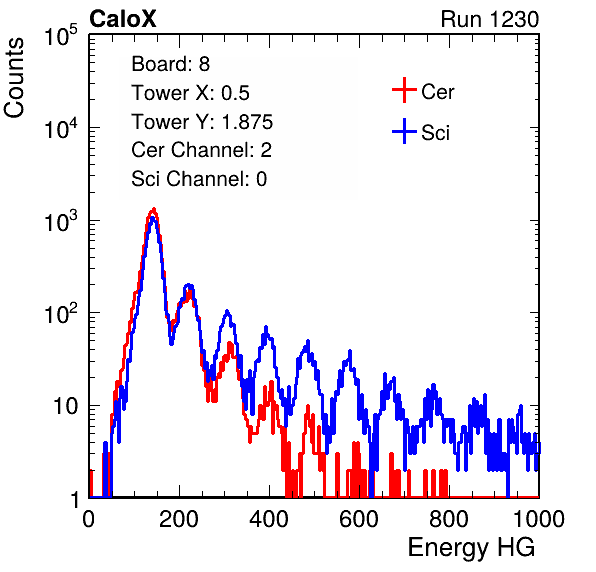 CaloX Run 1230
Counts
Board: 8
Tower X: 0.5
Tower Y: 1.875
Cer Channel: 2
Sci Channel: 0
Cer
Sci
10^5
10^4
10^3
10^2
10
1
0 200 400 600 800 1000
Energy HG